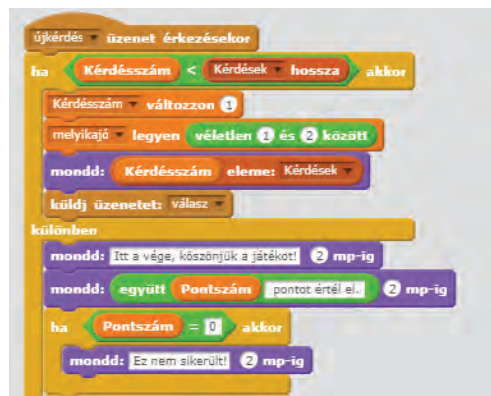 újkérdés üzenet érkezésekor
ha Kérdésszám < Kérdések hossza akkor
Kérdésszám változzon 1
melyikajó legyen véletlen 1 és 2 között
mondd: Kérdésszám eleme: Kérdések
küldj üzenetet: válasz
különben
mondd: Itt a vége, köszönjük a játékot! 2 mp-ig
mondd: együtt Pontszám pontot értél el. 2 mp-ig
ha Pontszám = 0 akkor
mondd: Ez nem sikerült! 2 mp-ig